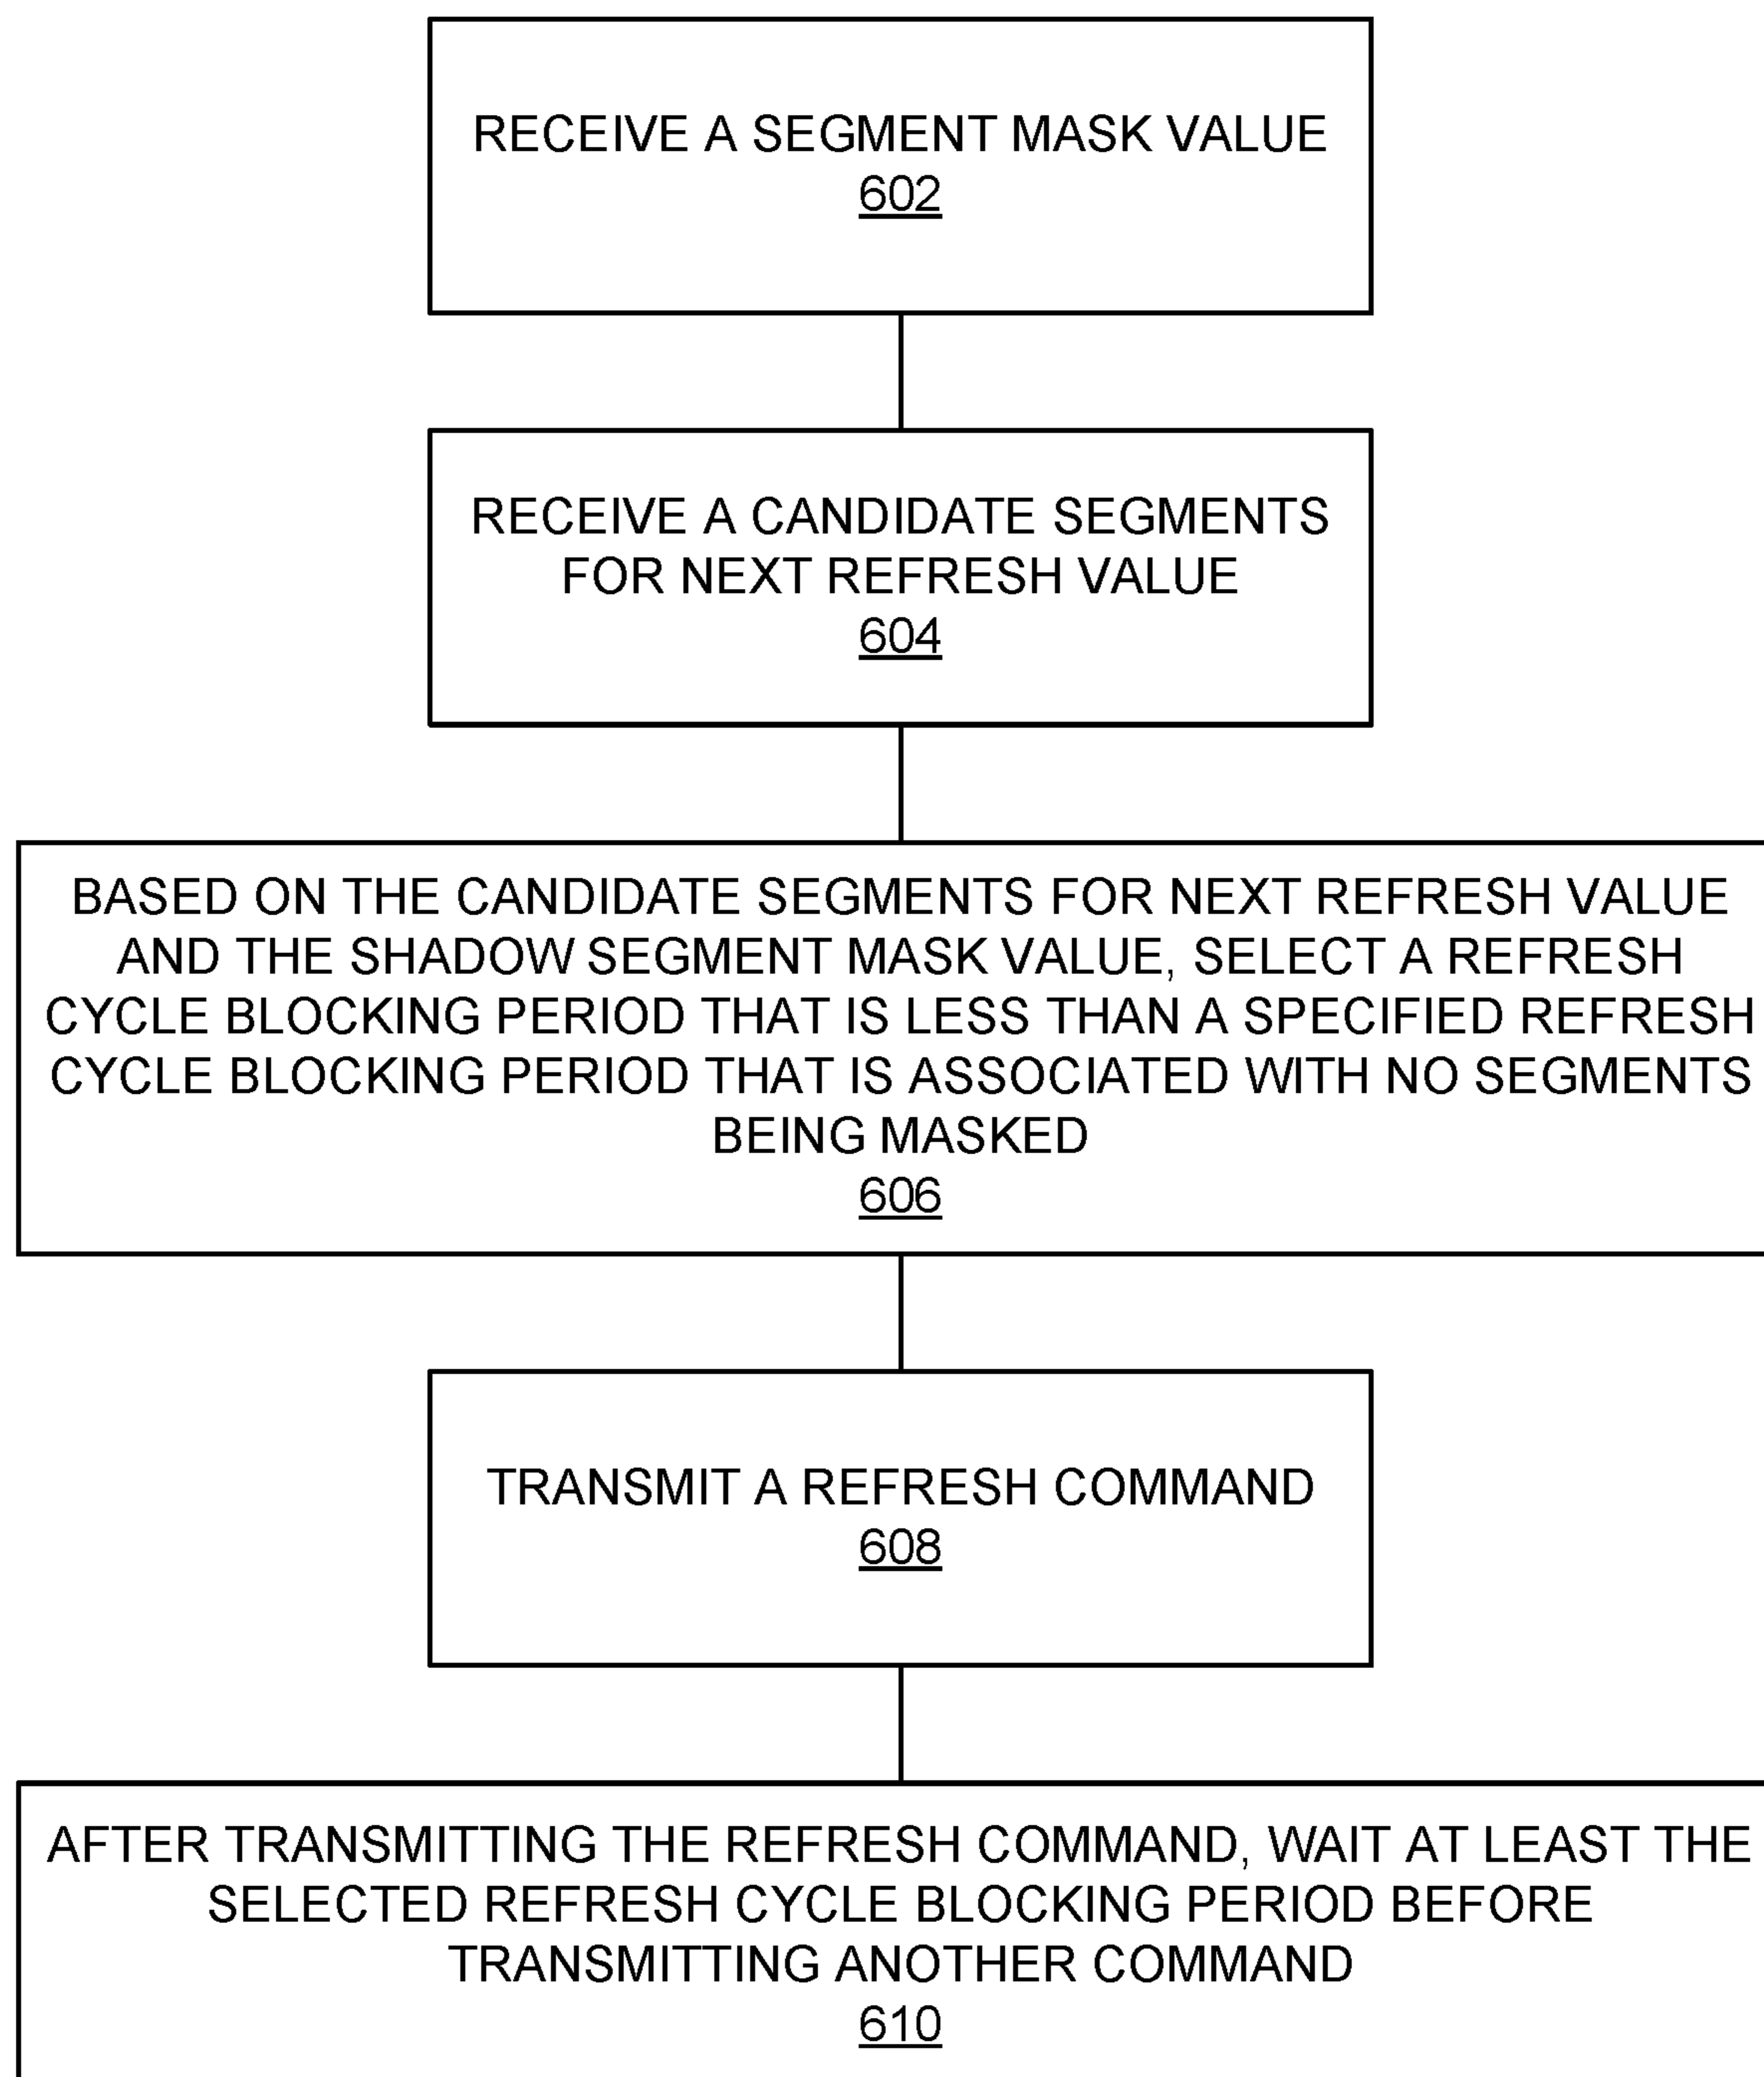 RECEIVE A SEGMENT MASK VALUE
602
RECEIVE A CANDIDATE SEGMENTS
FOR NEXT REFRESH VALUE
604
BASED ON THE CANDIDATE SEGMENTS FOR NEXT REFRESH VALUE
AND THE SHADOW SEGMENT MASK VALUE, SELECT A REFRESH
CYCLE BLOCKING PERIOD THAT IS LESS THAN A SPECIFIED REFRESH
CYCLE BLOCKING PERIOD THAT IS ASSOCIATED WITH NO SEGMENTS
BEING MASKED
606
TRANSMIT A REFRESH COMMAND
608
AFTER TRANSMITTING THE REFRESH COMMAND, WAIT AT LEAST THE
SELECTED REFRESH CYCLE BLOCKING PERIOD BEFORE
TRANSMITTING ANOTHER COMMAND
610